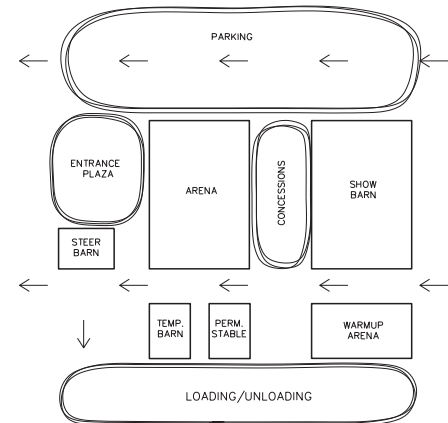 PARKING
ENTRANCE
PLAZA
ARENA
CONCESSIONS
SHOW
BARN
STEER
BARN
TEMP.
BARN
PERM.
STABLE
WARMUP
ARENA
LOADING/UNLOADING